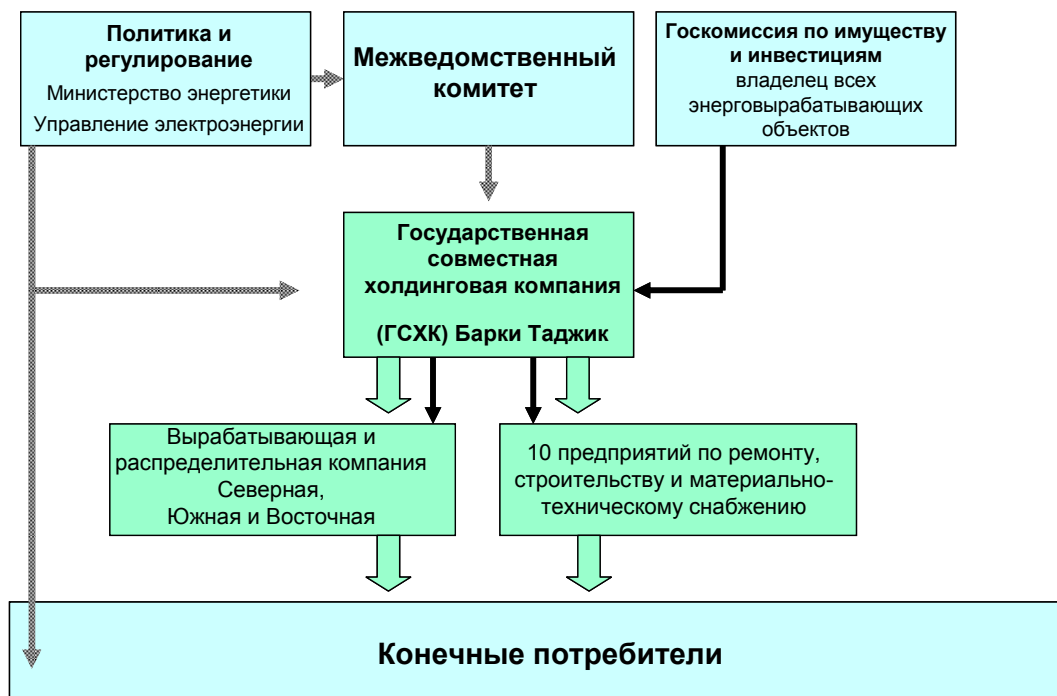 Политика и
регулирование
Министерство энергетики
Управление электроэнергии
Межведомственный
комитет
Госкомиссия по имуществу
и инвестициям
владелец всех
энерговырабатывающих
объектов
Государственная
совместная
холдинговая компания
(ГСХК) Барки Таджик
Вырабатывающая и
распределительная компания
Северная,
Южная и Восточная
10 предприятий по ремонту,
строительству и материально-
техническому снабжению
Конечные потребители